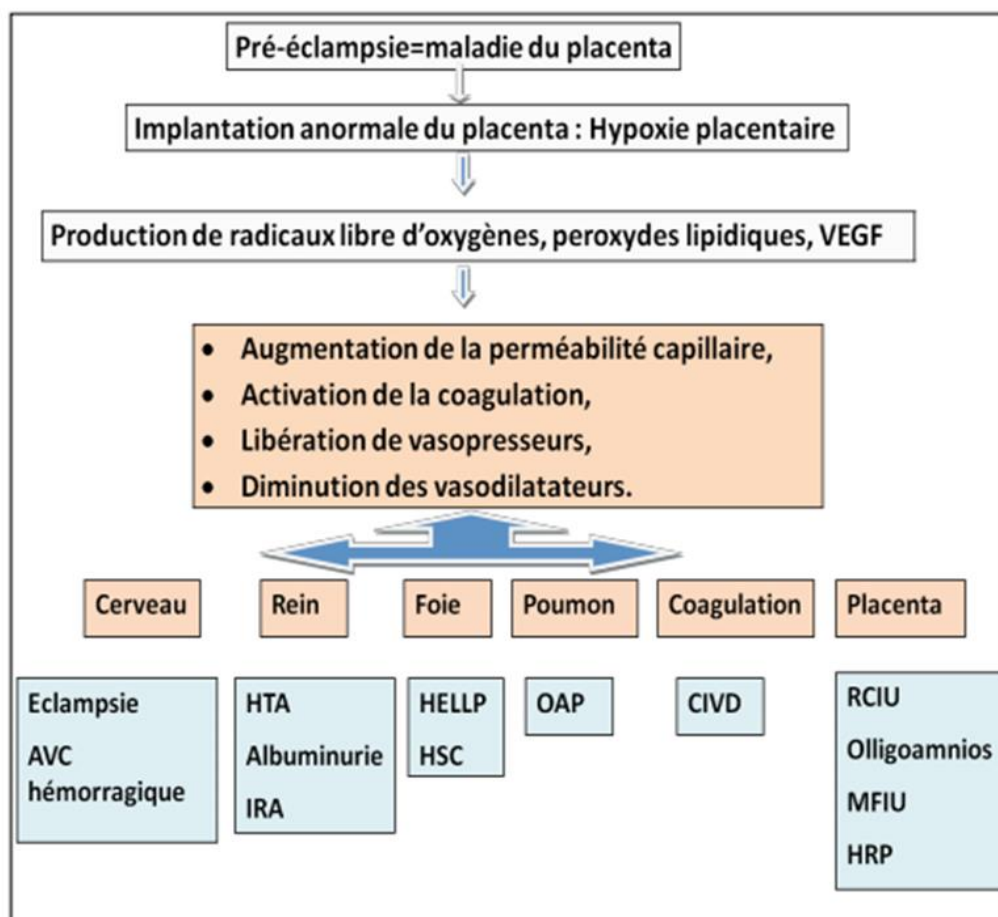 Pré-éclampsie=maladie du placenta
Implantation anormale du placenta : Hypoxie placentaire
Production de radicaux libre d'oxygènes, peroxydes lipidiques, VEGF
• Augmentation de la perméabilité capillaire,
• Activation de la coagulation,
• Libération de vasopresseurs,
• Diminution des vasodilatateurs.
Cerveau
Rein
Foie
Poumon
Coagulation
Placenta
Eclampsie
AVC
hémorragique
HTA
Albuminurie
IRA
HELLP
HSC
OAP
CIVD
RCIU
Olligoamnios
MFIU
HRP